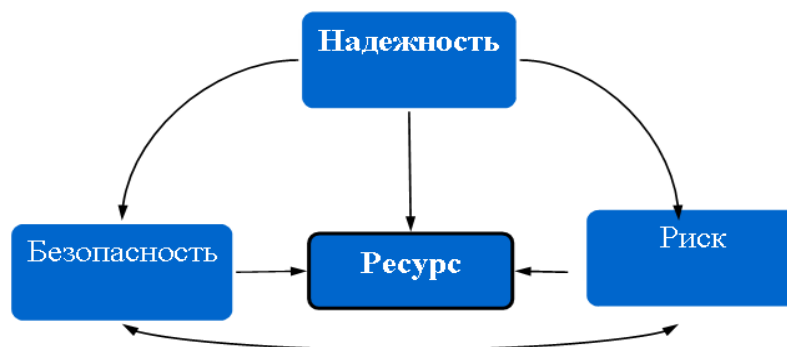 Надежность
Безопасность
Ресурс
Риск